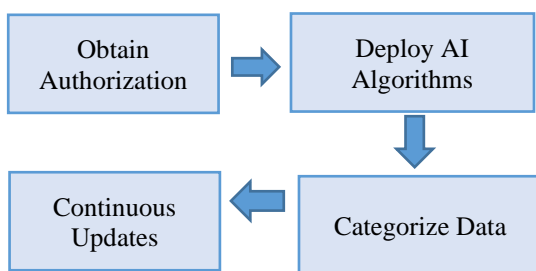 Obtain
Authorization
Deploy AI
Algorithms
Categorize Data
Continuous
Updates